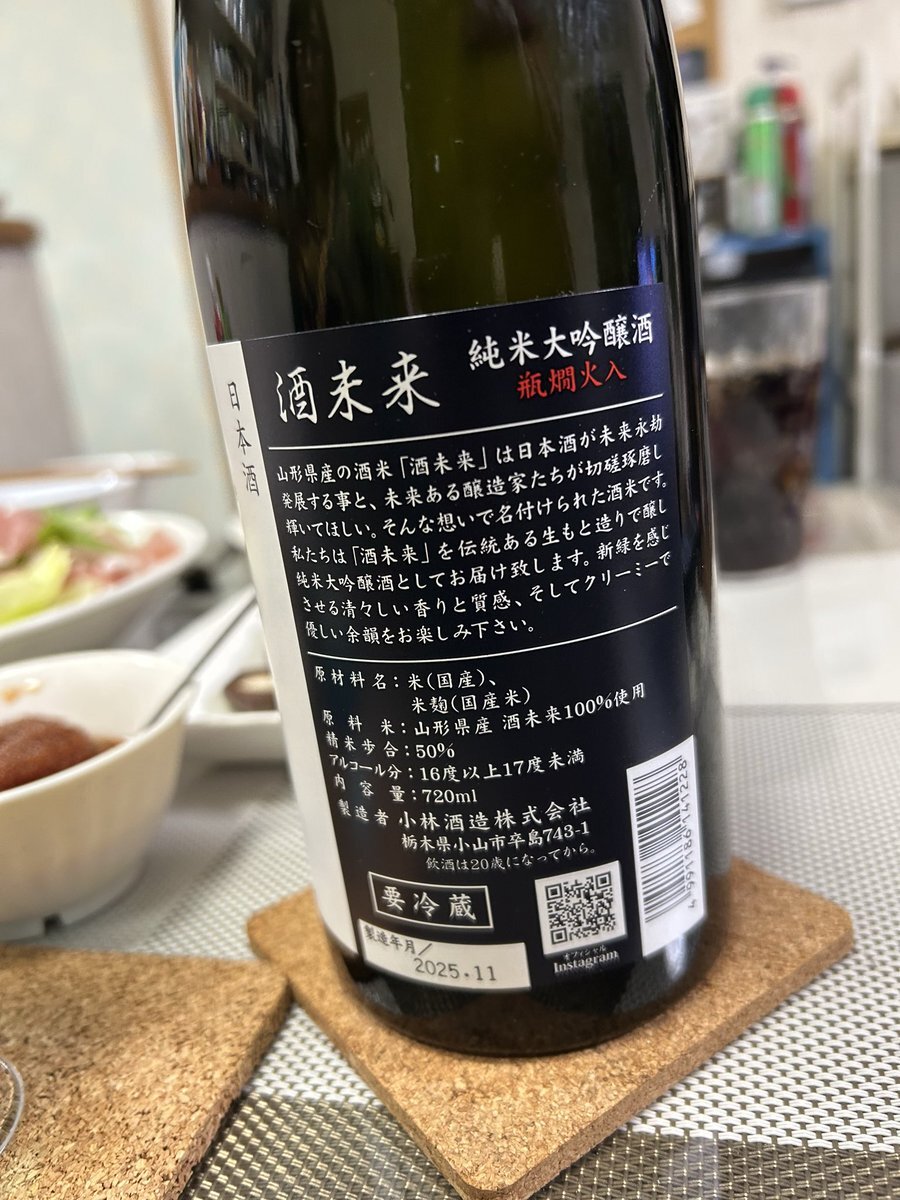 日本酒
酒未来
純米大吟醸酒
瓶燗火入
山形県産の酒米「酒未来」は日本酒が未来永劫
発展する事と、未来ある醸造家たちが切磋琢磨し
輝いてほしい。そんな想いで名付けられた酒米です。
私たちは「酒未来」を伝統ある生もと造りで醸し
純米大吟醸酒としてお届け致します。新緑を感じ
させる清々しい香りと質感、そしてクリーミーで
優しい余韻をお楽しみ下さい。
原材料名：米(国産)、
米麹(国産米)
原料米：山形県産 酒未来100%使用
精米歩合：50%
アルコール分：16度以上17度未満
内容量：720ml
製造者 小林酒造株式会社
栃木県小山市卒島743-1
飲酒は20歳になってから。
要冷蔵
製造年月／
2025.11
オフィシャル
Instagram
4991186141228